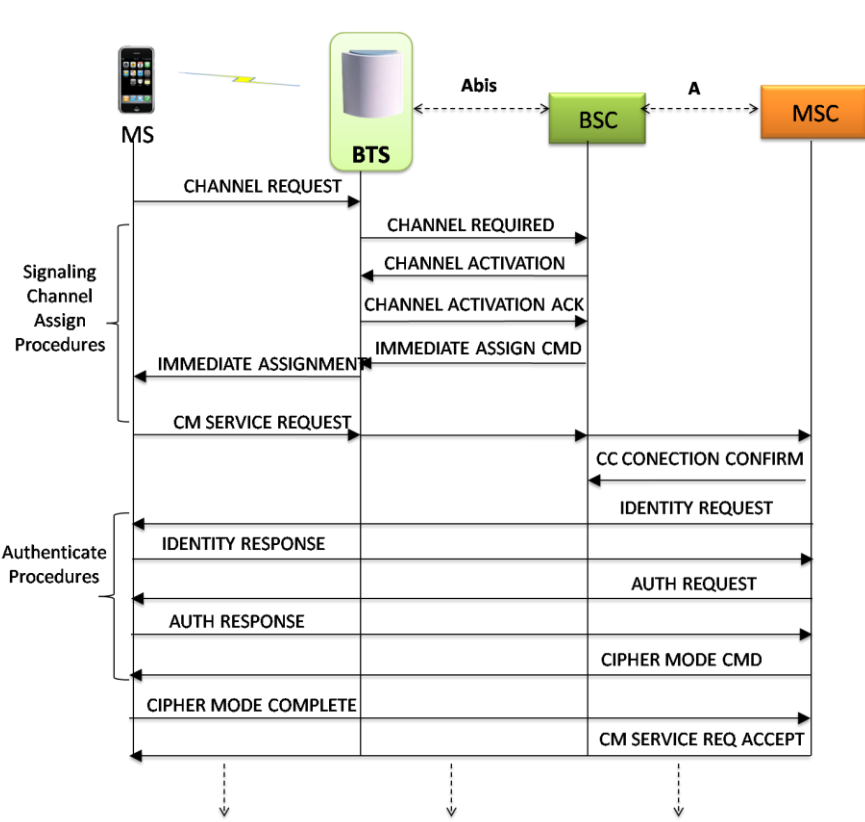 Abis
A
BSC
MSC
MS
BTS
CHANNEL REQUEST
CHANNEL REQUIRED
CHANNEL ACTIVATION
Signaling
Channel
Assign
Procedures
CHANNEL ACTIVATION ACK
IMMEDIATE ASSIGN CMD
IMMEDIATE ASSIGNMENT
CM SERVICE REQUEST
CC CONECTION CONFIRM
IDENTITY REQUEST
Authenticate
Procedures
IDENTITY RESPONSE
AUTH REQUEST
AUTH RESPONSE
CIPHER MODE CMD
CIPHER MODE COMPLETE
CM SERVICE REQ ACCEPT